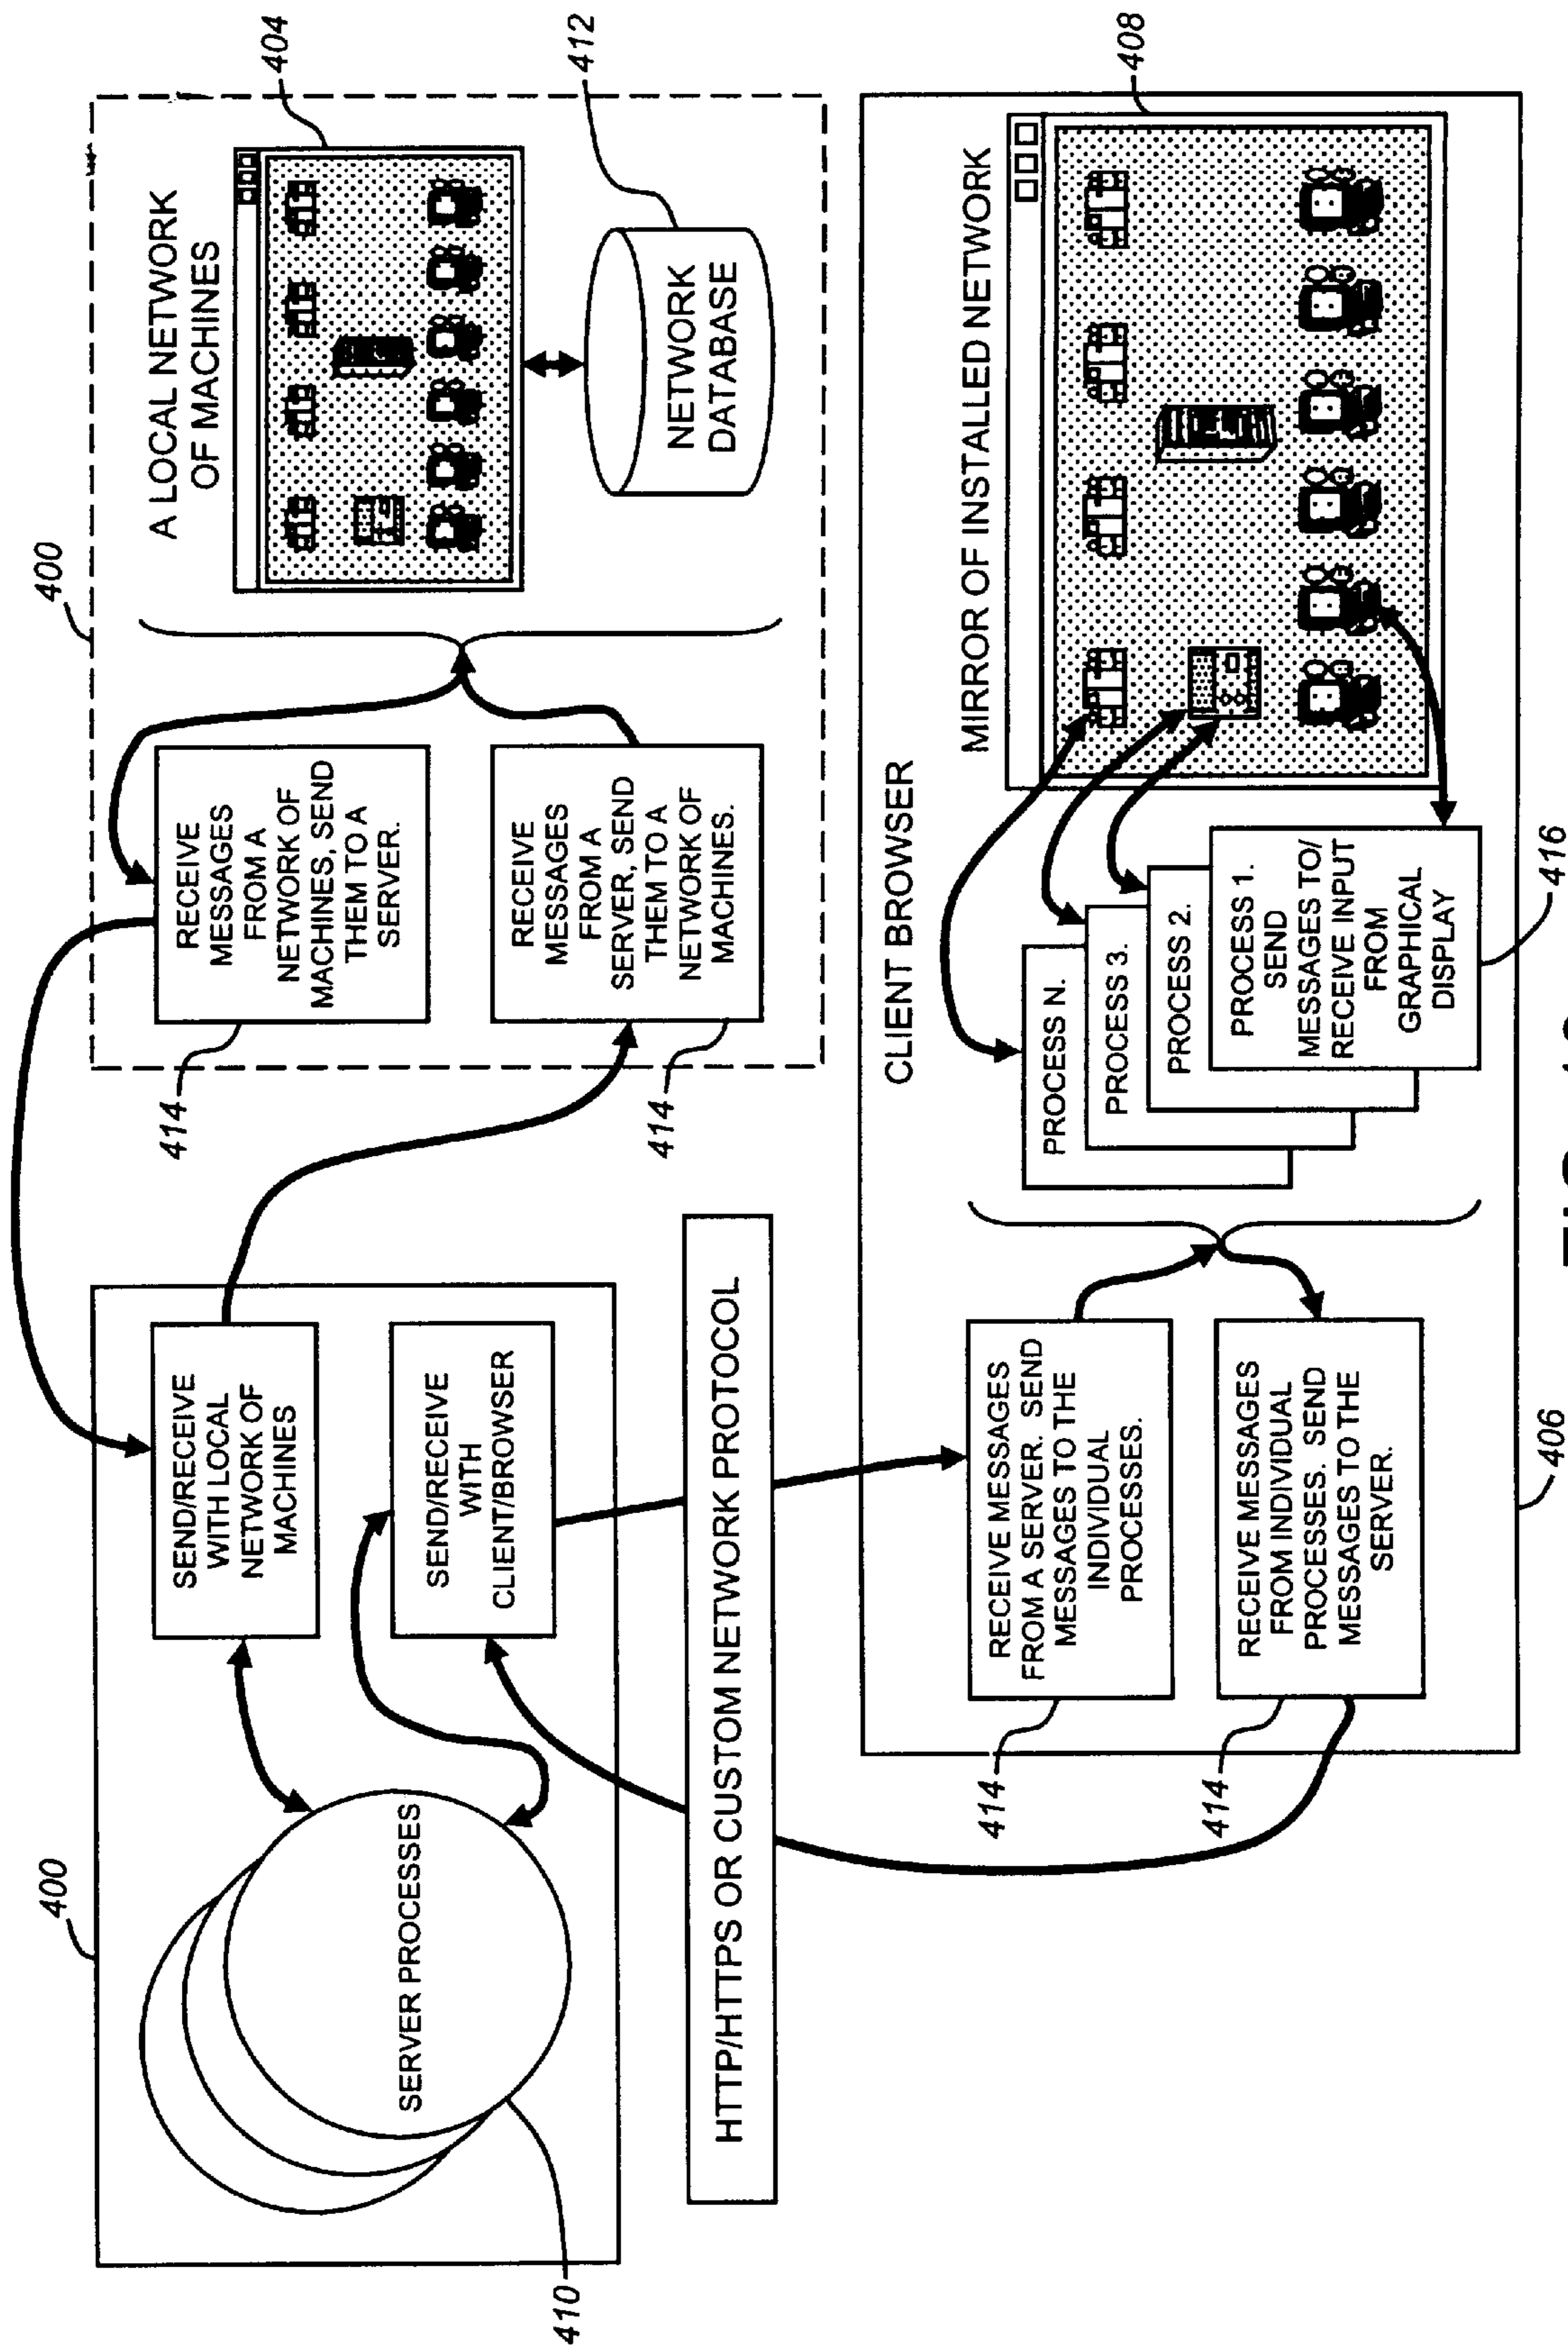 400
SERVER PROCESSES
410
SEND/RECEIVE
WITH LOCAL
NETWORK OF
MACHINES
SEND/RECEIVE
WITH
CLIENT/BROWSER
400
414
RECEIVE
MESSAGES
FROM A
NETWORK OF
MACHINES, SEND
THEM TO A
SERVER.
414
RECEIVE
MESSAGES
FROM A
SERVER, SEND
THEM TO A
NETWORK OF
MACHINES.
A LOCAL NETWORK
OF MACHINES
404
412
NETWORK
DATABASE
HTTP/HTTPS OR CUSTOM NETWORK PROTOCOL
CLIENT BROWSER
414
RECEIVE MESSAGES
FROM A SERVER. SEND
MESSAGES TO THE
INDIVIDUAL
PROCESSES.
414
RECEIVE MESSAGES
FROM INDIVIDUAL
PROCESSES. SEND
MESSAGES TO THE
SERVER.
406
PROCESS N.
PROCESS 3.
PROCESS 2.
PROCESS 1.
SEND
MESSAGES TO/
RECEIVE INPUT
FROM
GRAPHICAL
DISPLAY
416
MIRROR OF INSTALLED NETWORK
408